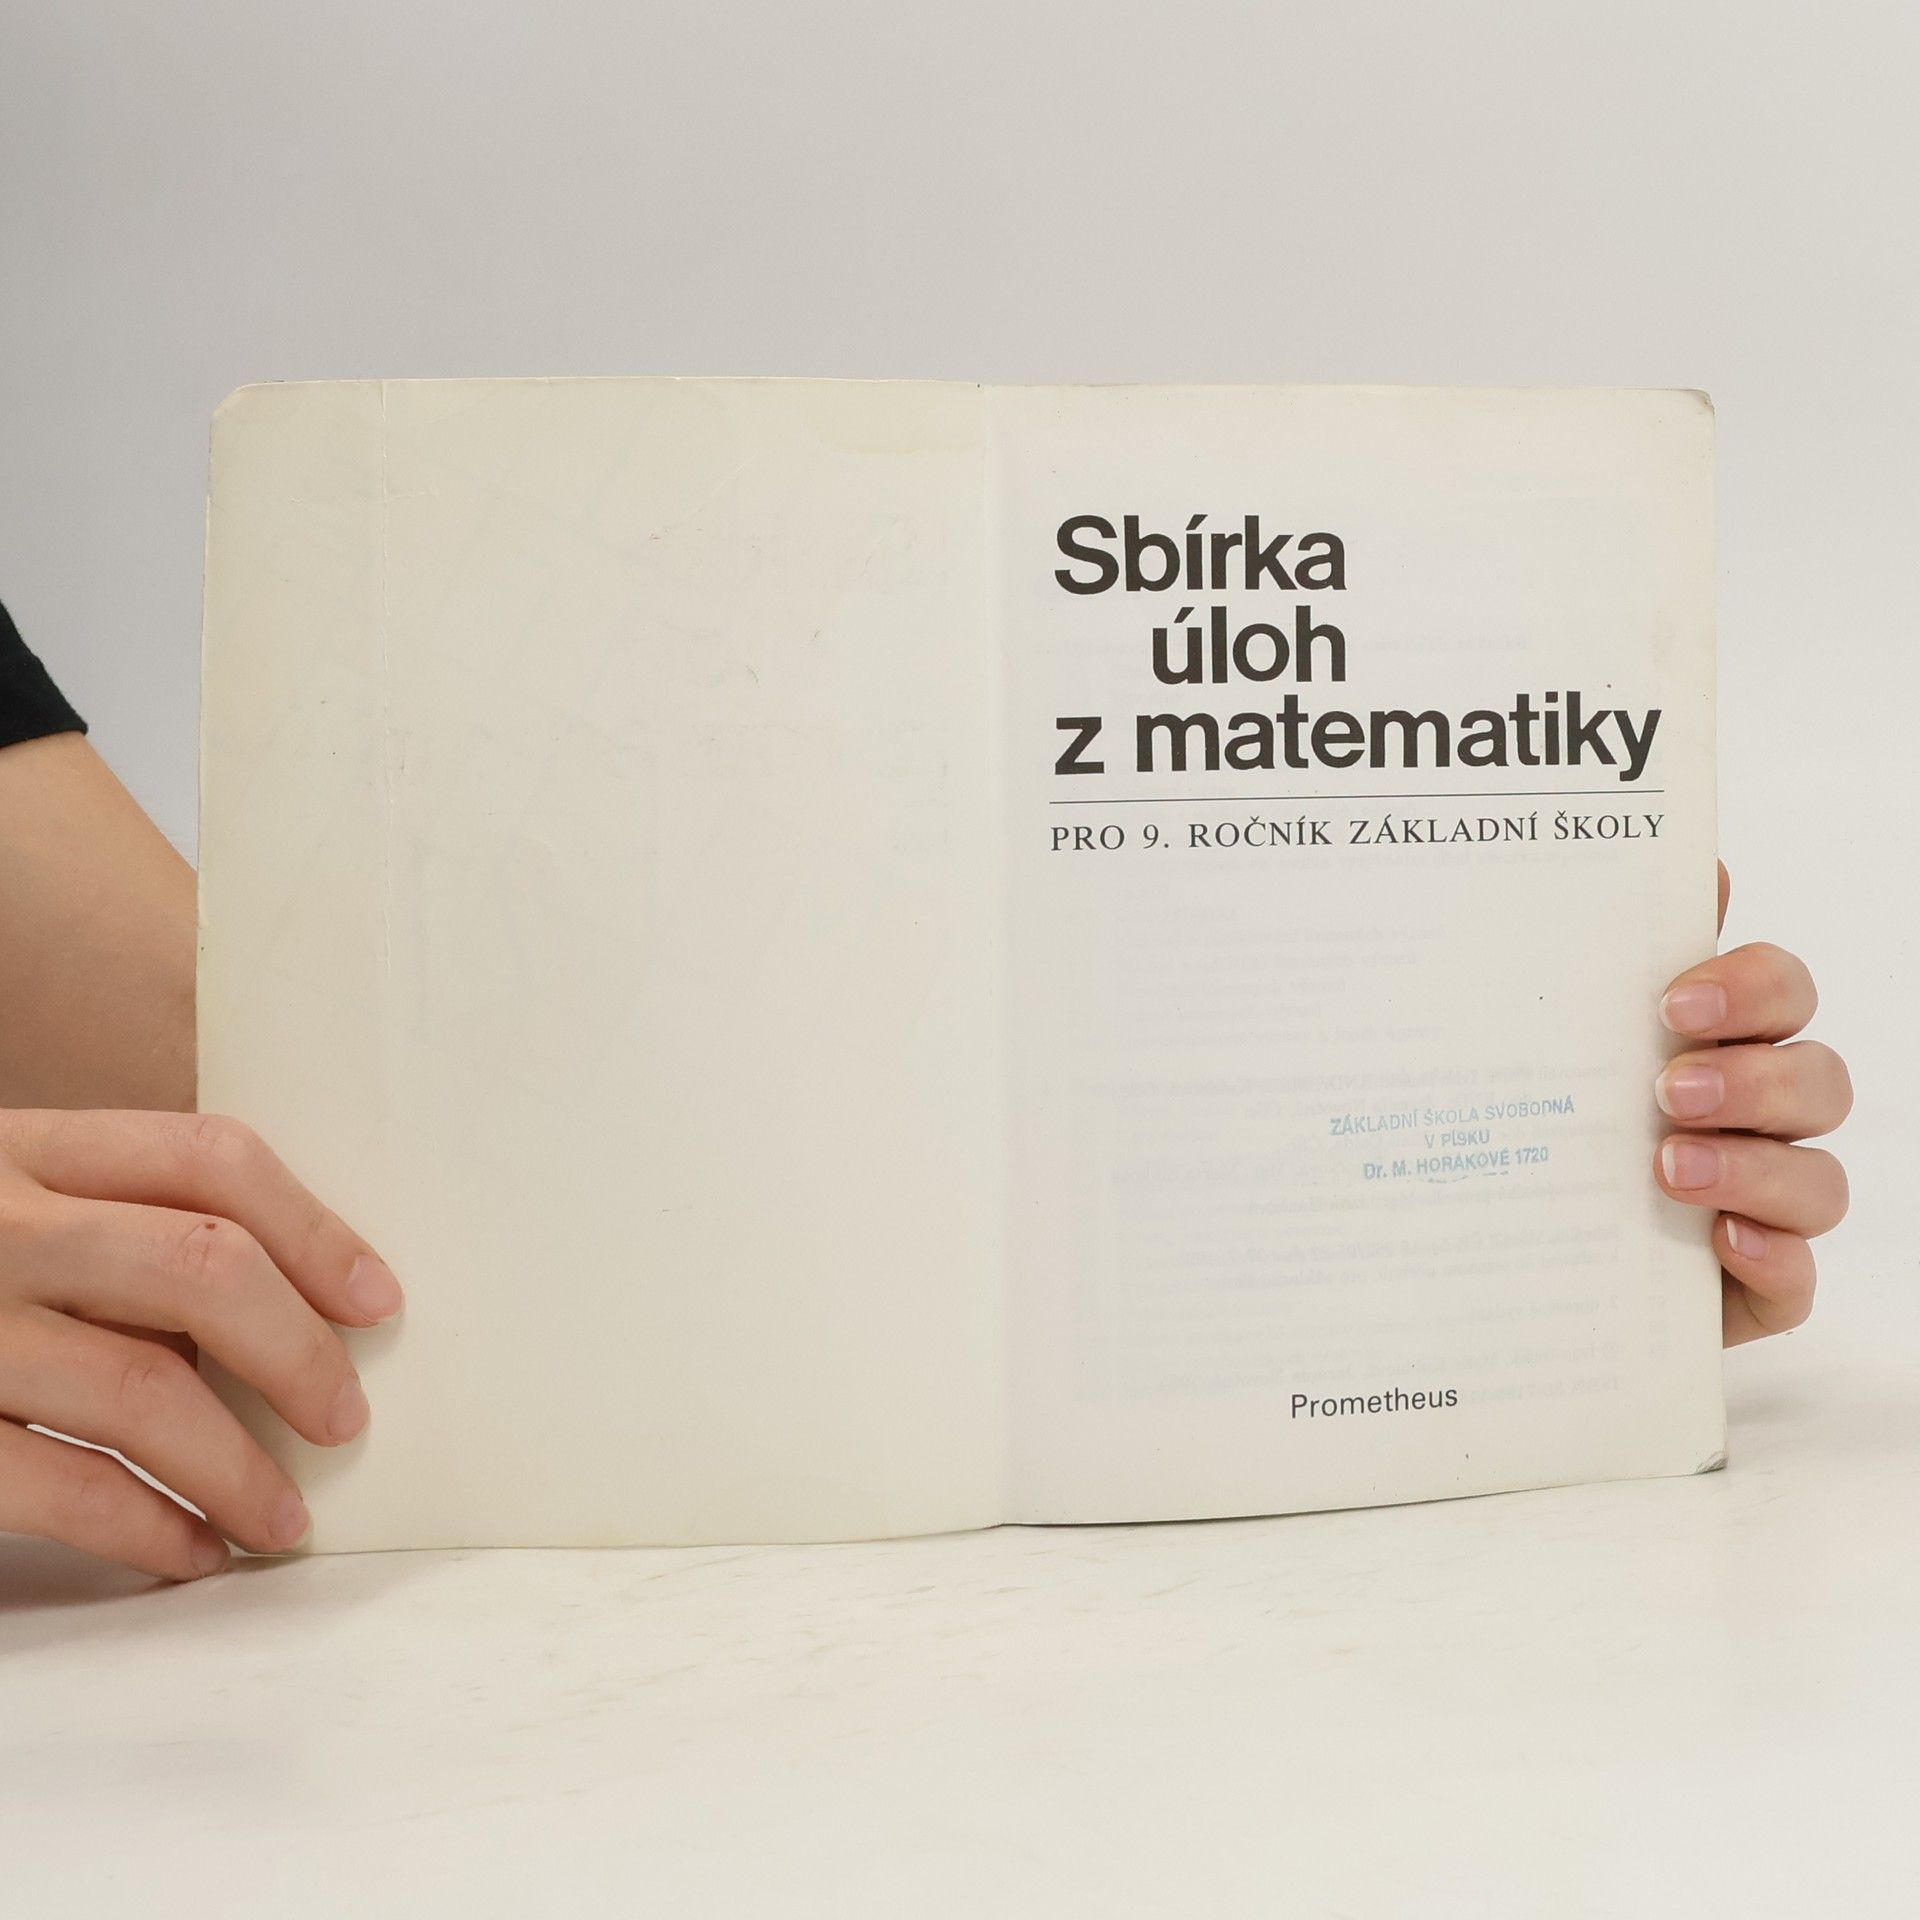 Sbírka
úloh
z matematiky
PRO 9. ROČNÍK ZÁKLADNÍ ŠKOLY
ZÁKLADNÍ ŠKOLA SVOBODNÁ
V PÍSKU
Dr. M. HORÁKOVÉ 1720
Prometheus